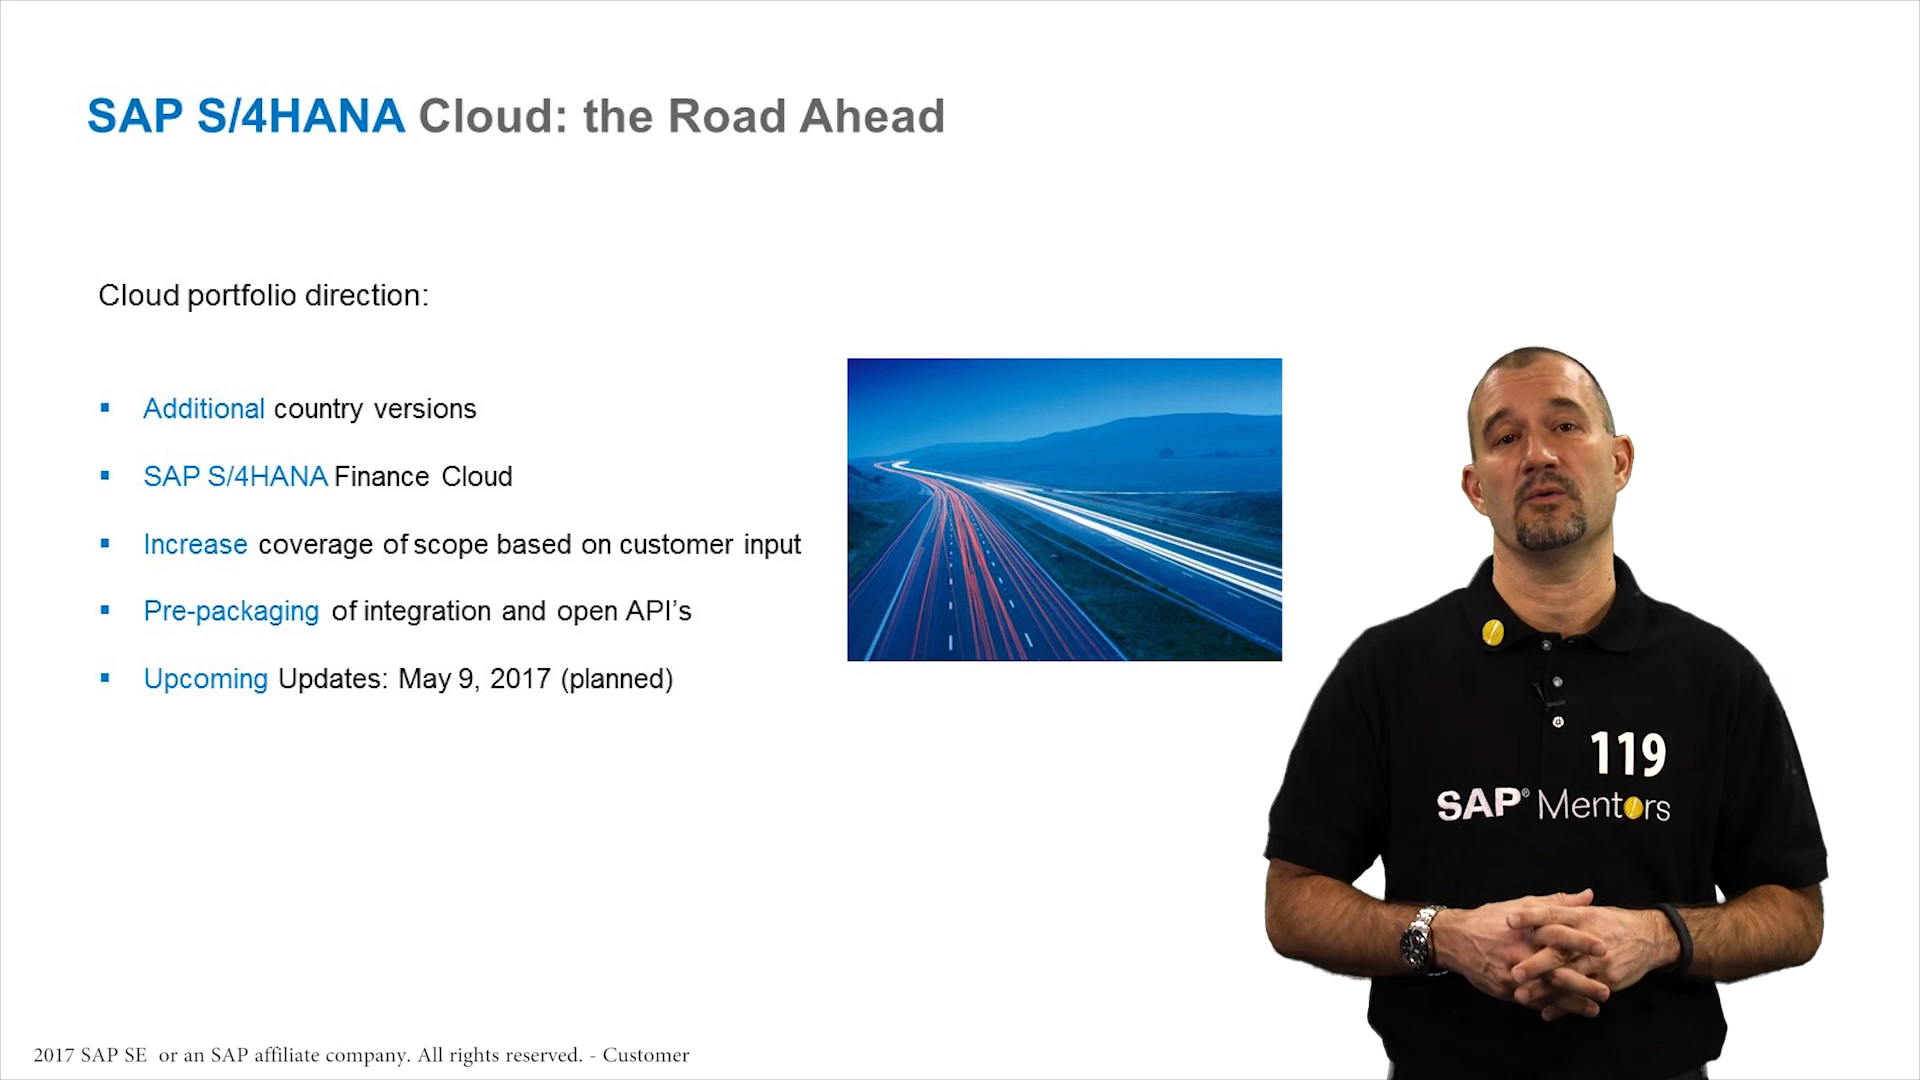 SAP S/4HANA Cloud: the Road Ahead
Cloud portfolio direction:
▪ Additional country versions
▪ SAP S/4HANA Finance Cloud
▪ Increase coverage of scope based on customer input
▪ Pre-packaging of integration and open API’s
▪ Upcoming Updates: May 9, 2017 (planned)
119
SAP® Mentors
2017 SAP SE or an SAP affiliate company. All rights reserved. - Customer